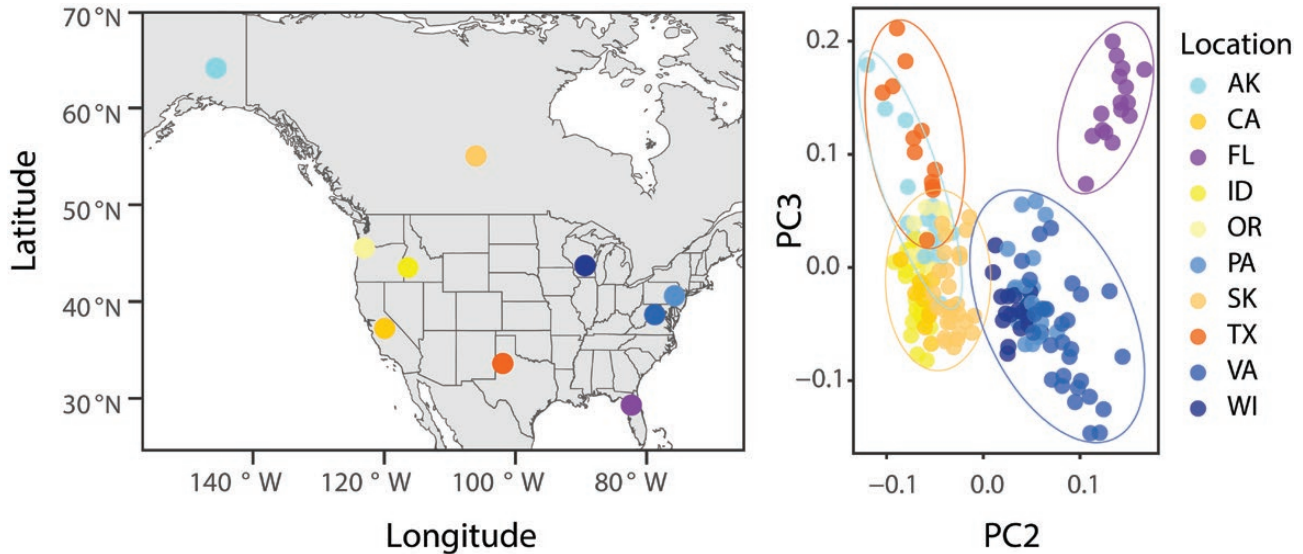 70°N
60°N
50°N
40°N
30°N
Latitude
140°W 120°W 100°W 80°W
Longitude
0.2
0.1
0.0
−0.1
PC3
−0.1 0.0 0.1
PC2
Location
AK
CA
FL
ID
OR
PA
SK
TX
VA
WI